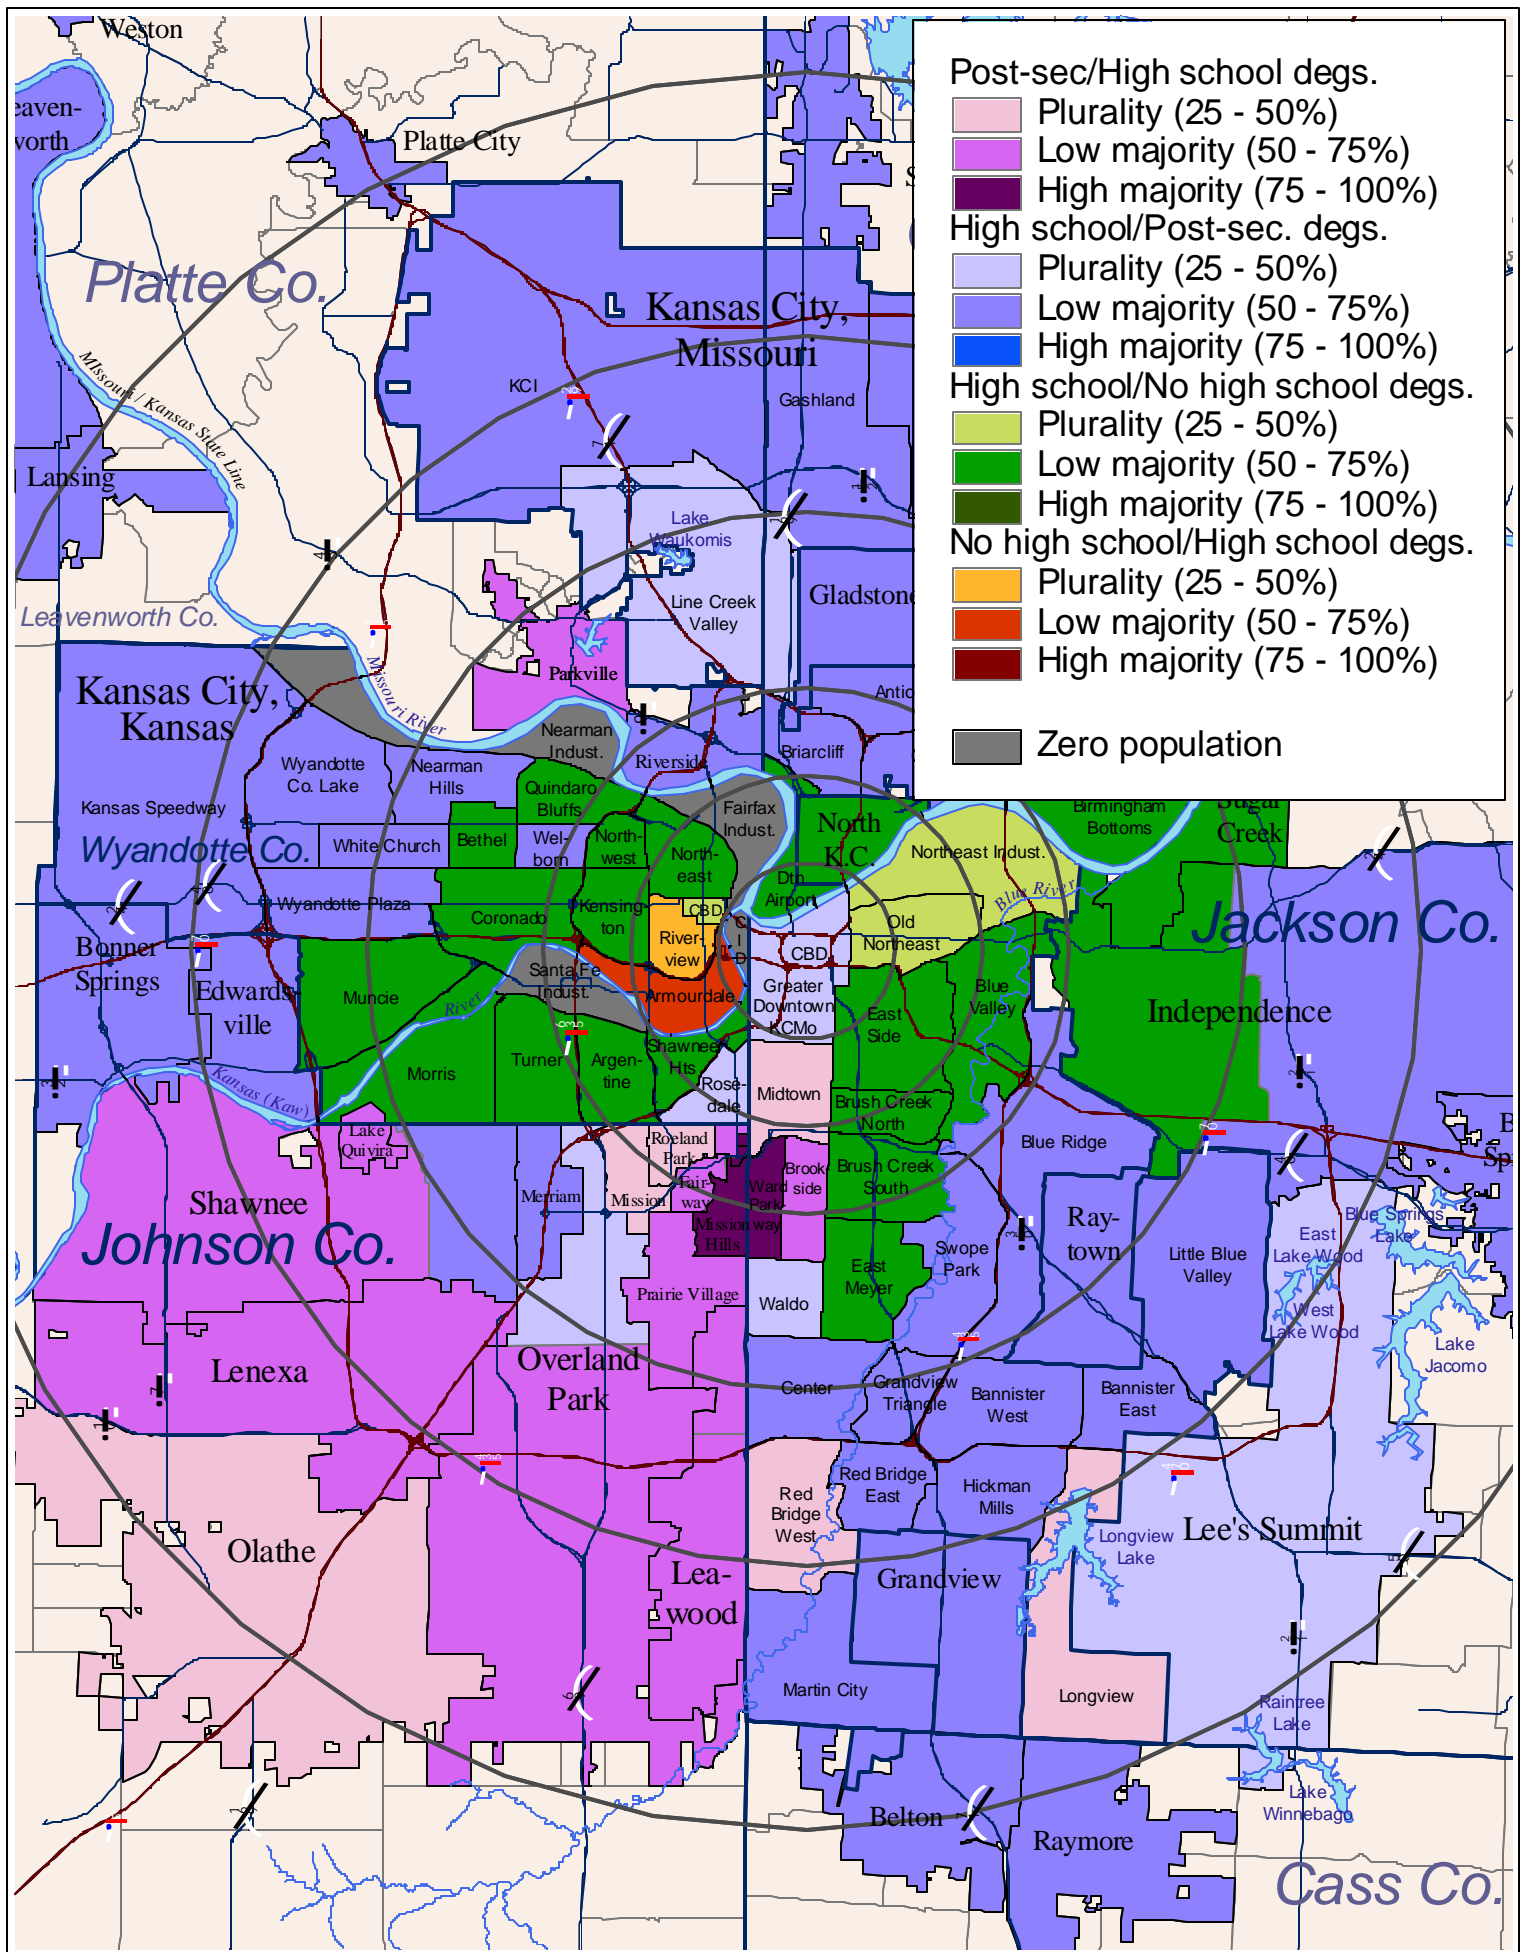 Weston
Post-sec/High school degs.
Plurality (25 - 50%)
Low majority (50 - 75%)
High majority (75 - 100%)
High school/Post-sec. degs.
Plurality (25 - 50%)
Low majority (50 - 75%)
High majority (75 - 100%)
High school/No high school degs.
Plurality (25 - 50%)
Low majority (50 - 75%)
High majority (75 - 100%)
No high school/High school degs.
Plurality (25 - 50%)
Low majority (50 - 75%)
High majority (75 - 100%)
Zero population
eaven-
worth
Platte City
Platte Co.
Kansas City,
Missouri
KCI
Gashland
MIssouri / Kansas State Line
Lansing
Lake
Waukomis
Leavenworth Co.
Line Creek
Valley
Gladstone
Parkville
Missouri River
Kansas City,
Kansas
Antio
Nearman
Indust.
Riverside
Briarcliff
Wyandotte
Co. Lake
Nearman
Hills
Quindaro
Bluffs
Kansas Speedway
Fairfax
Indust.
North
K.C.
Birmingham
Bottoms
Sugar
Creek
Wyandotte Co.
White Church
Bethel
Wel-
born
North-
west
North-
east
Northeast Indust.
Dtn
Airport
Blue River
Wyandotte Plaza
Coronado
Kensing-
ton
CBD
River-
view
C
I
D
CBD
Old
Northeast
Jackson Co.
Bonner
Springs
Edwards-
ville
Muncie
River
Santa Fe
Indust.
Armourdale
Greater
Downtown
KCMo
East
Side
Blue
Valley
Independence
Kansas (Kaw)
Morris
Turner
Argen-
tine
Shawnee
Hts
Rose-
dale
Midtown
Brush Creek
North
Lake
Quivira
Roeland
Park
Blue Ridge
B
Sp
Shawnee
Merriam
Mission
Fair-
way
Ward
Park
way
Brook
side
Brush Creek
South
Mission
Hills
Johnson Co.
Swope
Park
Ray-
town
Little Blue
Valley
East
Lake Wood
Blue Springs
Lake
East
Meyer
Prairie Village
Waldo
West
Lake Wood
Lake
Jacomo
Lenexa
Overland
Park
Center
Grandview
Triangle
Bannister
West
Bannister
East
Red
Bridge
West
Red Bridge
East
Hickman
Mills
Longview
Lake
Lee's Summit
Olathe
Lea-
wood
Grandview
Martin City
Longview
Raintree
Lake
Belton
Raymore
Lake
Winnebago
Cass Co.